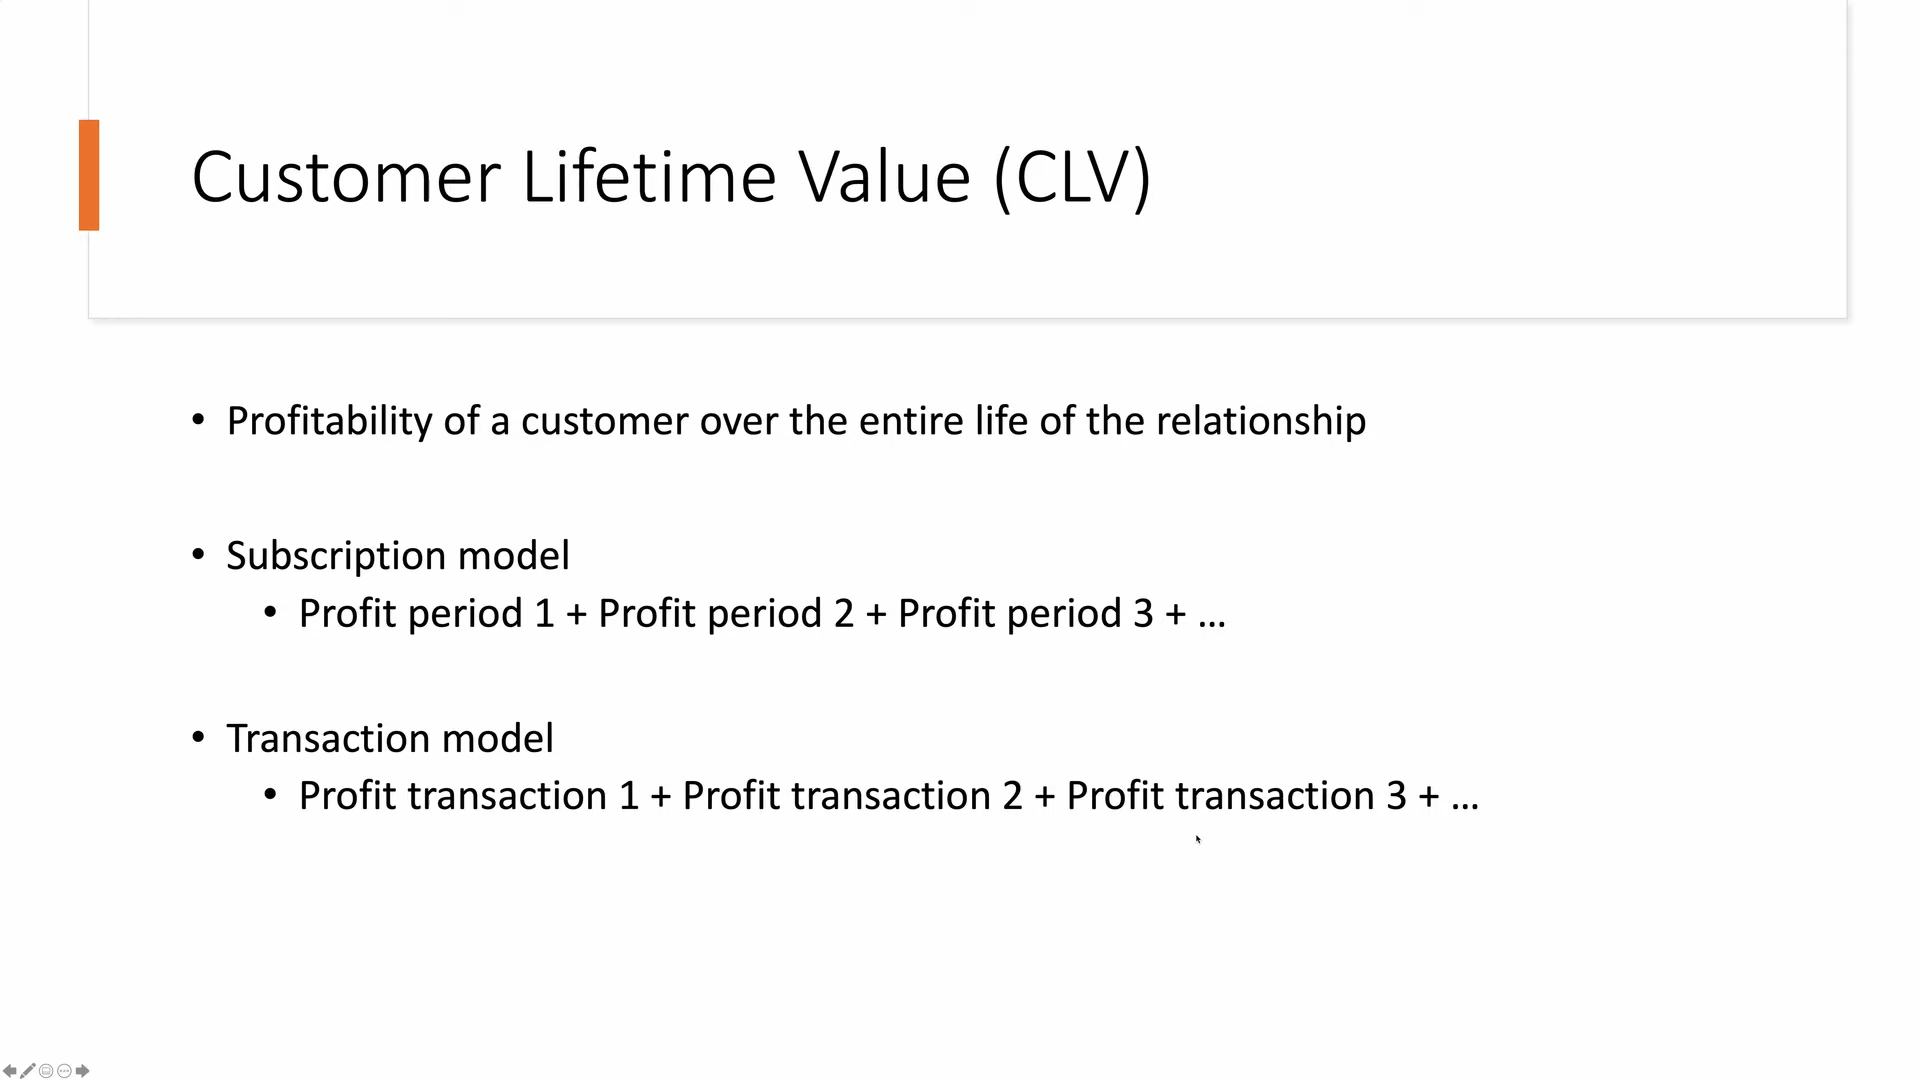 Customer Lifetime Value (CLV)
• Profitability of a customer over the entire life of the relationship
• Subscription model
• Profit period 1 + Profit period 2 + Profit period 3 + ...
• Transaction model
• Profit transaction 1 + Profit transaction 2 + Profit transaction 3 + ...